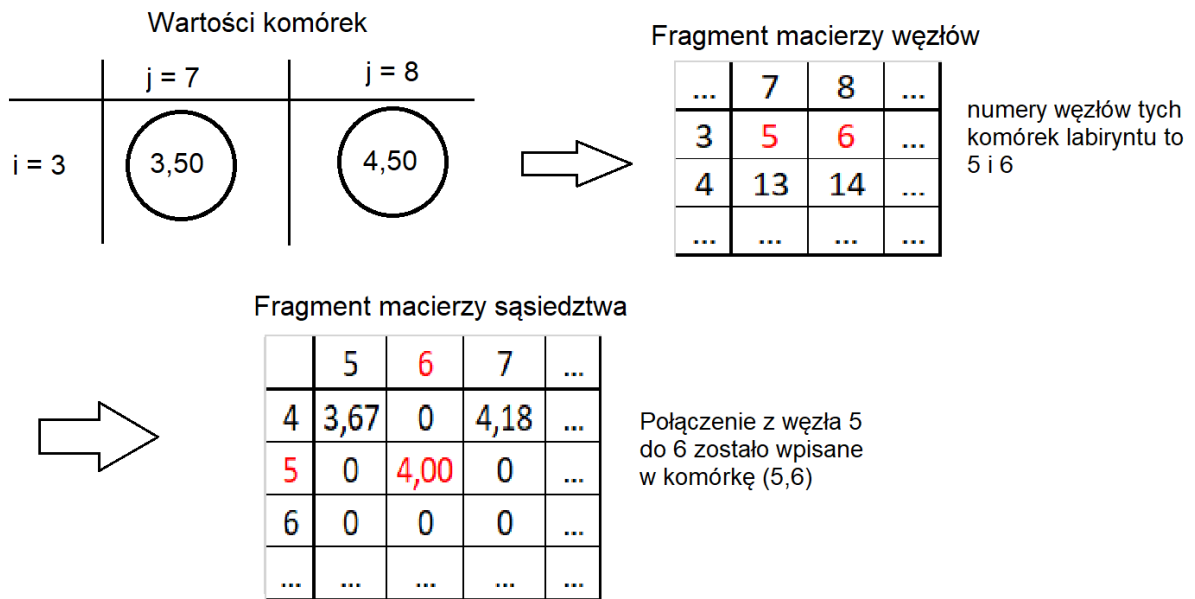 Wartości komórek
j = 7 j = 8
i = 3 3,50 4,50
Fragment macierzy węzłów
... 7 8 ...
3 5 6 ...
4 13 14 ...
... ... ... ...
numery węzłów tych
komórek labiryntu to
5 i 6
Fragment macierzy sąsiedztwa
5 6 7 ...
4 3,67 0 4,18 ...
5 0 4,00 0 ...
6 0 0 0 ...
... ... ... ... ...
Połączenie z węzła 5
do 6 zostało wpisane
w komórkę (5,6)